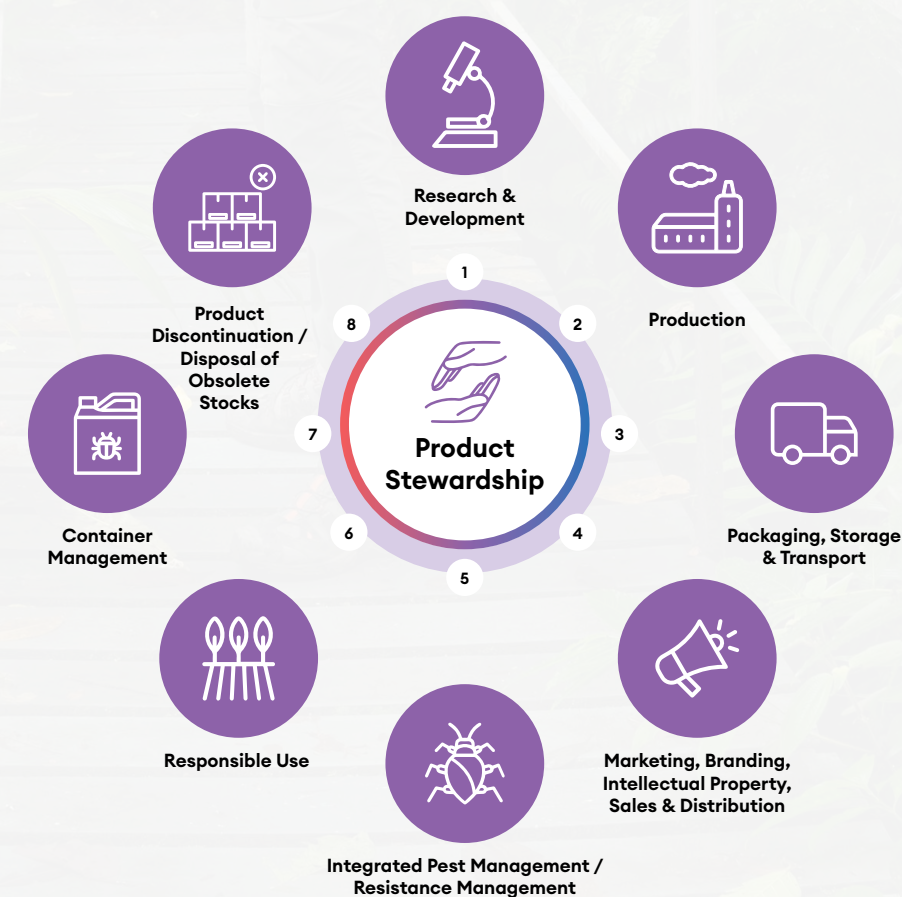 Research &
Development
1
Production
2
Packaging, Storage
& Transport
3
Marketing, Branding,
Intellectual Property,
Sales & Distribution
4
Integrated Pest Management /
Resistance Management
5
Responsible Use
6
Container
Management
7
Product
Discontinuation /
Disposal of
Obsolete
Stocks
8
Product
Stewardship